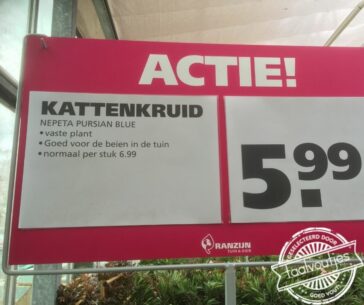 ACTIE!
KATTENKRUID
NEPETA PURSIAN BLUE
• vaste plant
• Goed voor de beien in de tuin
• normaal per stuk 6.99
5.99
RANZIJN
TUIN & DIER
GESELECTEERD DOOR
taalvoutjes
GOED VOUT